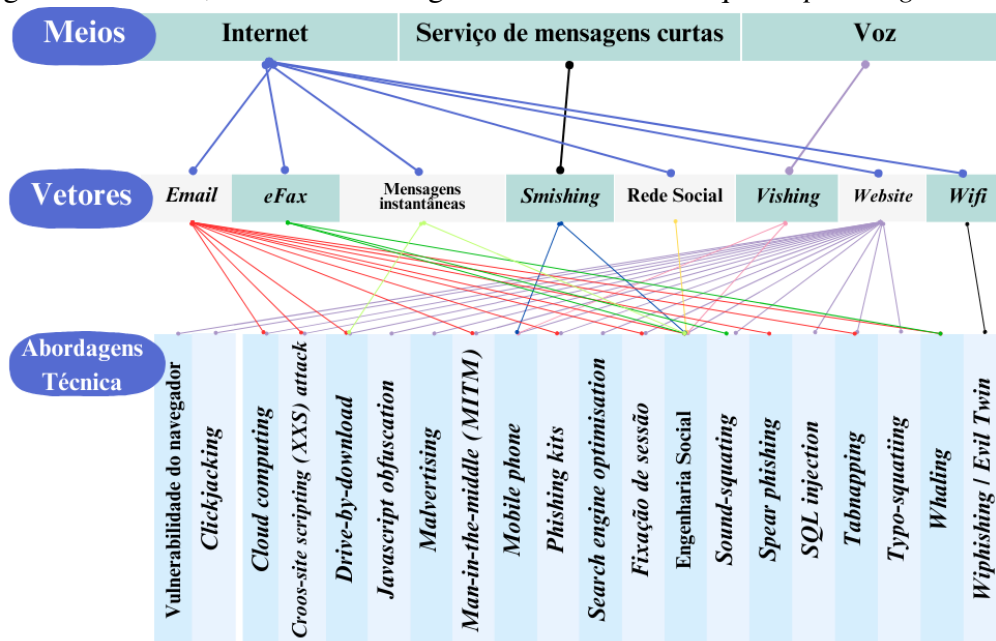 Meios
Internet
Serviço de mensagens curtas
Voz
Vetores
Email
eFax
Mensagens
instantâneas
Smishing
Rede Social
Vishing
Website
Wifi
Abordagens
Técnica
Vulnerabilidade do navegador
Clickjacking
Cloud computing
Croos-site scripting (XXS) attack
Drive-by-download
Javascript obfuscation
Malvertising
Man-in-the-middle (MITM)
Mobile phone
Phishing kits
Search engine optimisation
Fixação de sessão
Engenharia Social
Sound-squating
Spear phishing
SQL injection
Tabnapping
Typo-squatiing
Whaling
Wiphishing | Evil Twin